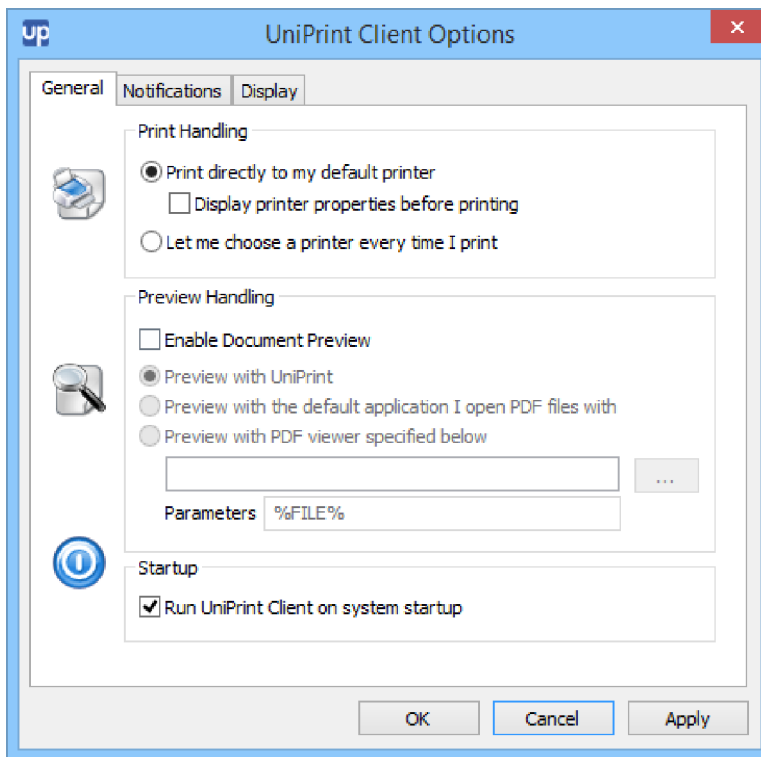 up UniPrint Client Options
General Notifications Display
Print Handling
Print directly to my default printer
Display printer properties before printing
Let me choose a printer every time I print
Preview Handling
Enable Document Preview
Preview with UniPrint
Preview with the default application I open PDF files with
Preview with PDF viewer specified below
...
Parameters %FILE%
Startup
Run UniPrint Client on system startup
OK Cancel Apply